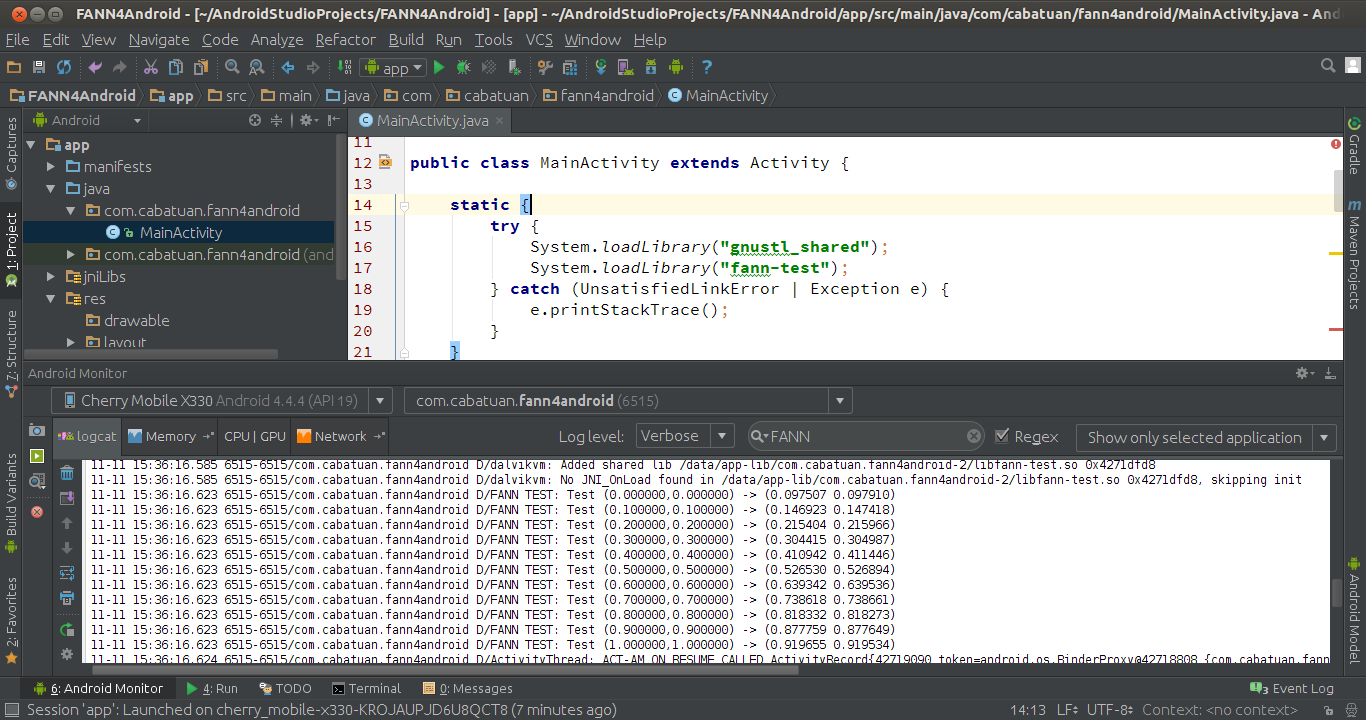 FANN4Android - [~/AndroidStudioProjects/FANN4Android] - [app] - ~/AndroidStudioProjects/FANN4Android/app/src/main/java/com/cabatuan/fann4android/MainActivity.java - And
File Edit View Navigate Code Analyze Refactor Build Run Tools VCS Window Help
app
FANN4Android app src main java com cabatuan fann4android MainActivity
Android
MainActivity.java
Captures
1: Project
7: Structure
Build Variants
2: Favorites
app
manifests
java
com.cabatuan.fann4android
MainActivity
com.cabatuan.fann4android (and
jniLibs
res
drawable
layout
11
12 public class MainActivity extends Activity {
13
14 static {
15 try {
16 System.loadLibrary("gnustl_shared");
17 System.loadLibrary("fann-test");
18 } catch (UnsatisfiedLinkError | Exception e) {
19 e.printStackTrace();
20 }
21 }
Gradle
Maven Projects
Android Model
Android Monitor
Cherry Mobile X330 Android 4.4.4 (API 19) com.cabatuan.fann4android (6515)
logcat Memory CPU | GPU Network Log level: Verbose FANN Regex Show only selected application
11-11 15:36:16.585 6515-6515/com.cabatuan.fann4android D/dalvikvm: Added shared lib /data/app-lib/com.cabatuan.fann4android-2/libfann-test.so 0x4271dfd8
11-11 15:36:16.585 6515-6515/com.cabatuan.fann4android D/dalvikvm: No JNI_OnLoad found in /data/app-lib/com.cabatuan.fann4android-2/libfann-test.so 0x4271dfd8, skipping init
11-11 15:36:16.623 6515-6515/com.cabatuan.fann4android D/FANN TEST: Test (0.000000,0.000000) -> (0.097507 0.097910)
11-11 15:36:16.623 6515-6515/com.cabatuan.fann4android D/FANN TEST: Test (0.100000,0.100000) -> (0.146923 0.147418)
11-11 15:36:16.623 6515-6515/com.cabatuan.fann4android D/FANN TEST: Test (0.200000,0.200000) -> (0.215404 0.215966)
11-11 15:36:16.623 6515-6515/com.cabatuan.fann4android D/FANN TEST: Test (0.300000,0.300000) -> (0.304415 0.304987)
11-11 15:36:16.623 6515-6515/com.cabatuan.fann4android D/FANN TEST: Test (0.400000,0.400000) -> (0.410942 0.411446)
11-11 15:36:16.623 6515-6515/com.cabatuan.fann4android D/FANN TEST: Test (0.500000,0.500000) -> (0.526530 0.526894)
11-11 15:36:16.623 6515-6515/com.cabatuan.fann4android D/FANN TEST: Test (0.600000,0.600000) -> (0.639342 0.639536)
11-11 15:36:16.623 6515-6515/com.cabatuan.fann4android D/FANN TEST: Test (0.700000,0.700000) -> (0.738618 0.738661)
11-11 15:36:16.623 6515-6515/com.cabatuan.fann4android D/FANN TEST: Test (0.800000,0.800000) -> (0.818332 0.818273)
11-11 15:36:16.623 6515-6515/com.cabatuan.fann4android D/FANN TEST: Test (0.900000,0.900000) -> (0.877759 0.877649)
11-11 15:36:16.623 6515-6515/com.cabatuan.fann4android D/FANN TEST: Test (1.000000,1.000000) -> (0.919655 0.919534)
11-11 15:36:16.624 6515-6515/com.cabatuan.fann4android D/ActivityThread: ACT-AM_ON_RESUME_CALLED ActivityRecord{42719090 token=android.os.BinderProxy@42718808 {com.cabatuan.fann
6: Android Monitor 4: Run TODO Terminal 0: Messages 3 Event Log
Session 'app': Launched on cherry_mobile-x330-KROJAUPJD6U8QCT8 (7 minutes ago) 14:13 LF UTF-8 Context: <no context>